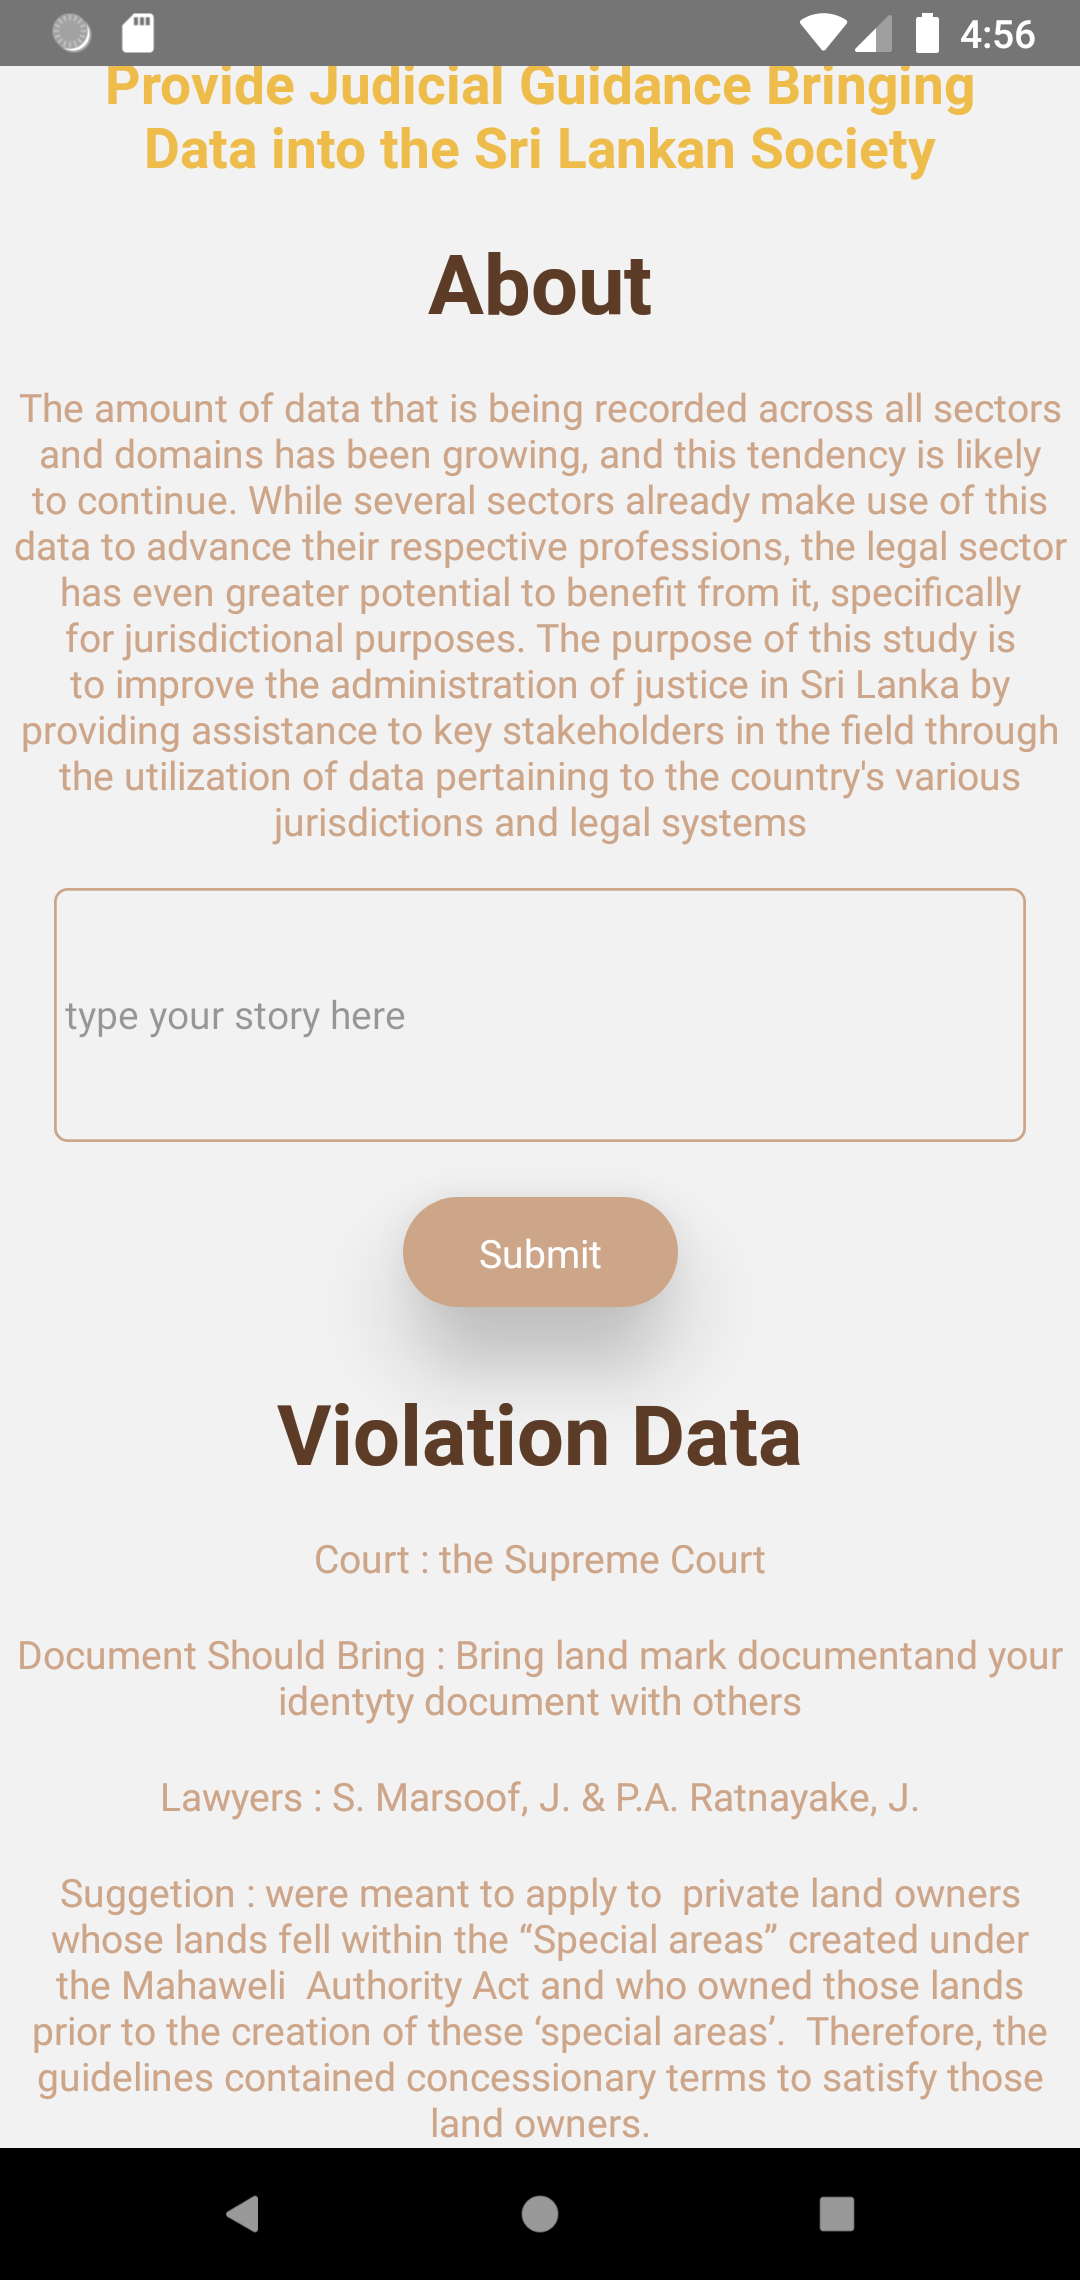 4:56
Provide Judicial Guidance Bringing
Data into the Sri Lankan Society
About
The amount of data that is being recorded across all sectors
and domains has been growing, and this tendency is likely
to continue. While several sectors already make use of this
data to advance their respective professions, the legal sector
has even greater potential to benefit from it, specifically
for jurisdictional purposes. The purpose of this study is
to improve the administration of justice in Sri Lanka by
providing assistance to key stakeholders in the field through
the utilization of data pertaining to the country's various
jurisdictions and legal systems
type your story here
Submit
Violation Data
Court : the Supreme Court
Document Should Bring : Bring land mark documentand your
identyty document with others
Lawyers : S. Marsoof, J. & P.A. Ratnayake, J.
Suggetion : were meant to apply to  private land owners
whose lands fell within the “Special areas” created under
the Mahaweli  Authority Act and who owned those lands
prior to the creation of these ‘special areas’.  Therefore, the
guidelines contained concessionary terms to satisfy those
land owners.